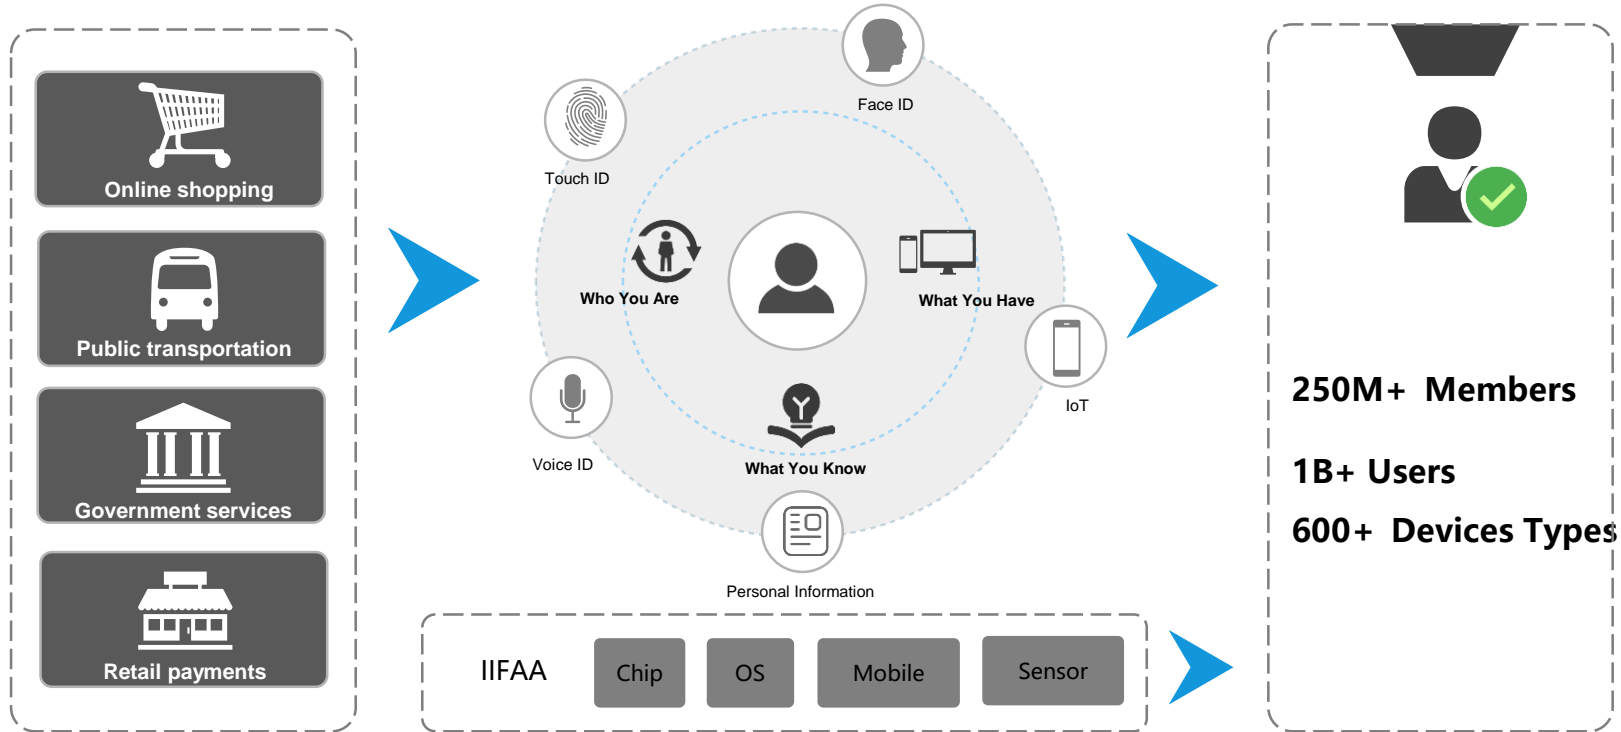 Online shopping
Public transportation
Government services
Retail payments
Face ID
Touch ID
Who You Are
What You Have
IoT
Voice ID
What You Know
Personal Information
IIFAA
Chip
OS
Mobile
Sensor
250M+ Members
1B+ Users
600+ Devices Types